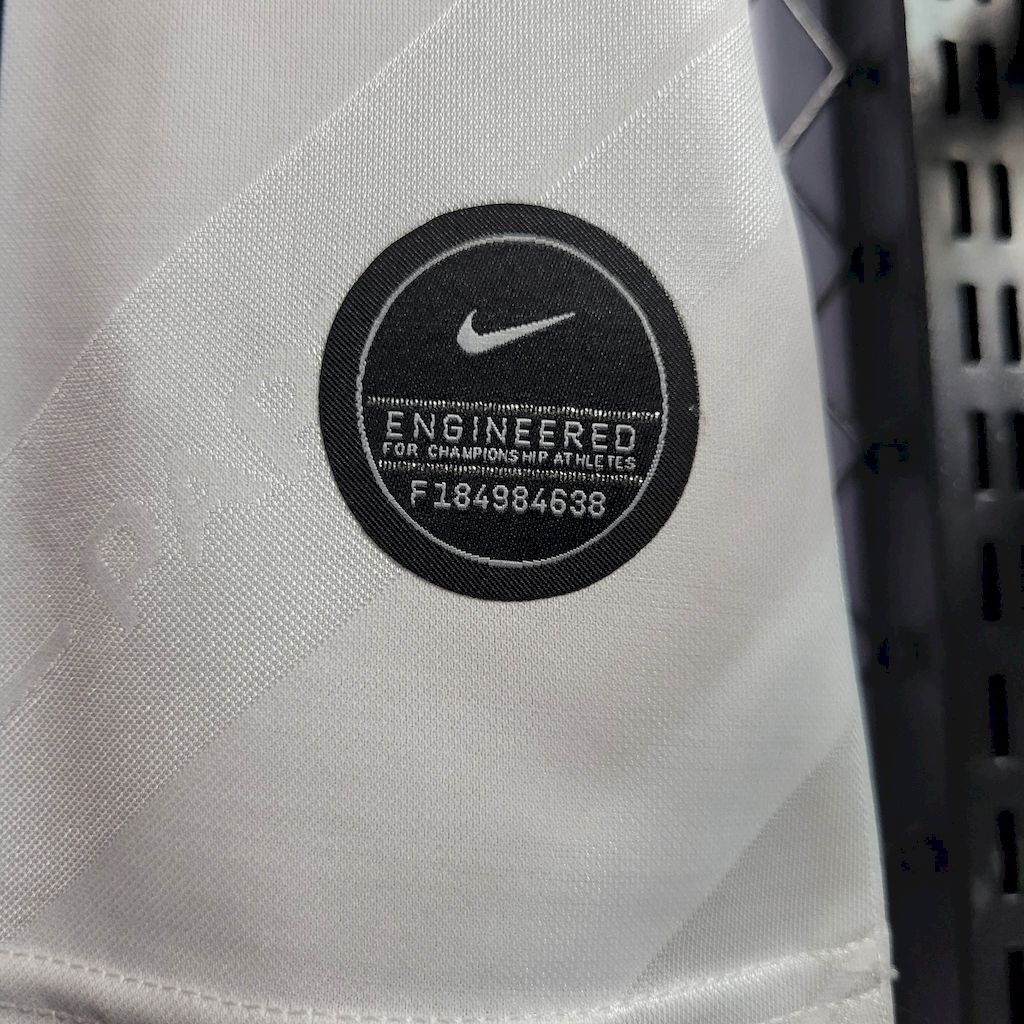 ENGINEERED
FOR CHAMPIONSHIP ATHLETES
F184984638